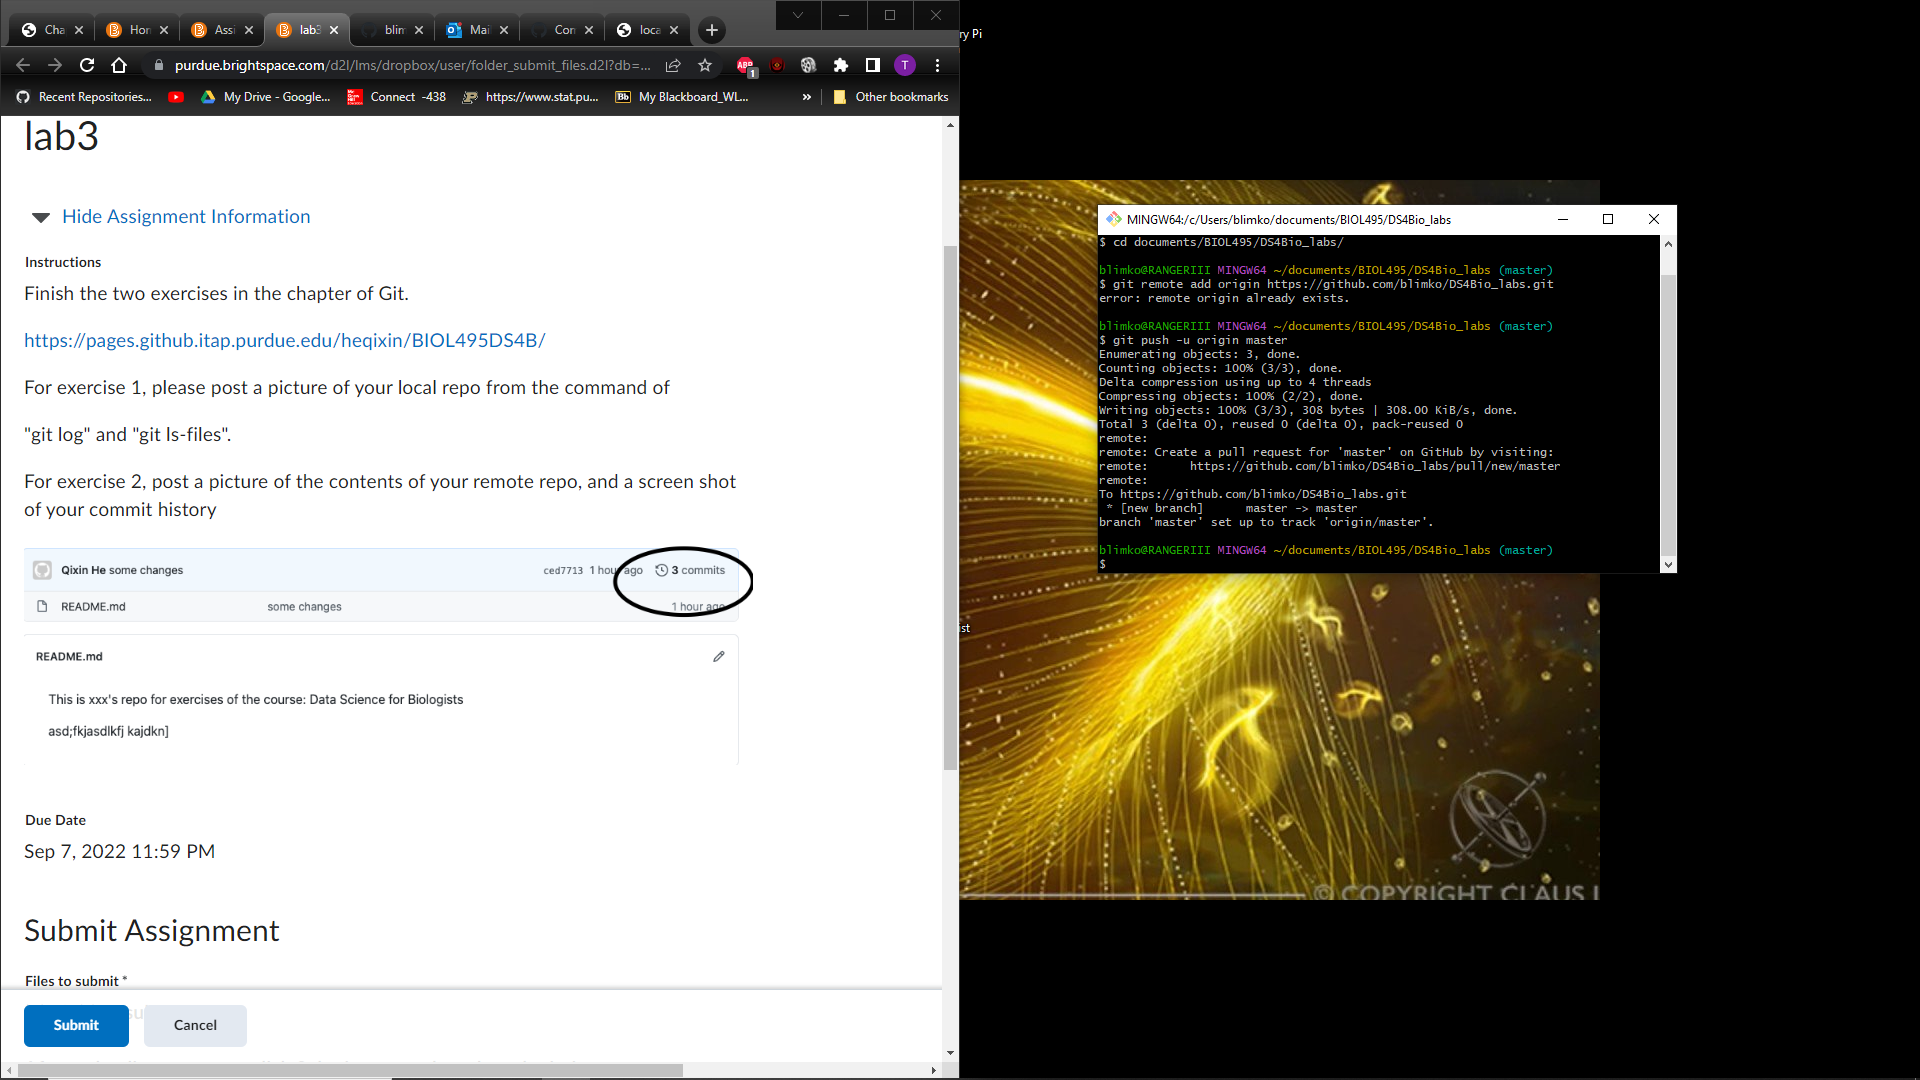 Cha
Hom
Assi
lab3
blim
Mail
Con
loca
purdue.brightspace.com/d2l/lms/dropbox/user/folder_submit_files.d2l?db=...
1
T
Recent Repositories...
My Drive - Google...
Connect -438
https://www.stat.pu...
Bb
My Blackboard_WL...
»
Other bookmarks
lab3
Hide Assignment Information
Instructions
Finish the two exercises in the chapter of Git.
https://pages.github.itap.purdue.edu/heqixin/BIOL495DS4B/
For exercise 1, please post a picture of your local repo from the command of
"git log" and "git ls-files".
For exercise 2, post a picture of the contents of your remote repo, and a screen shot
of your commit history
Qixin He some changes ced7713 1 hour ago 3 commits
README.md some changes 1 hour ago
README.md
This is xxx's repo for exercises of the course: Data Science for Biologists
asd;fkjasdlkfj kajdkn]
Due Date
Sep 7, 2022 11:59 PM
Submit Assignment
Files to submit *
Submit
Cancel
ry Pi
MINGW64:/c/Users/blimko/documents/BIOL495/DS4Bio_labs
$ cd documents/BIOL495/DS4Bio_labs/
blimko@RANGERIII MINGW64 ~/documents/BIOL495/DS4Bio_labs (master)
$ git remote add origin https://github.com/blimko/DS4Bio_labs.git
error: remote origin already exists.
blimko@RANGERIII MINGW64 ~/documents/BIOL495/DS4Bio_labs (master)
$ git push -u origin master
Enumerating objects: 3, done.
Counting objects: 100% (3/3), done.
Delta compression using up to 4 threads
Compressing objects: 100% (2/2), done.
Writing objects: 100% (3/3), 308 bytes | 308.00 KiB/s, done.
Total 3 (delta 0), reused 0 (delta 0), pack-reused 0
remote:
remote: Create a pull request for 'master' on GitHub by visiting:
remote:      https://github.com/blimko/DS4Bio_labs/pull/new/master
remote:
To https://github.com/blimko/DS4Bio_labs.git
 * [new branch]      master -> master
branch 'master' set up to track 'origin/master'.
blimko@RANGERIII MINGW64 ~/documents/BIOL495/DS4Bio_labs (master)
$
ist
© COPYRIGHT CLAUS L